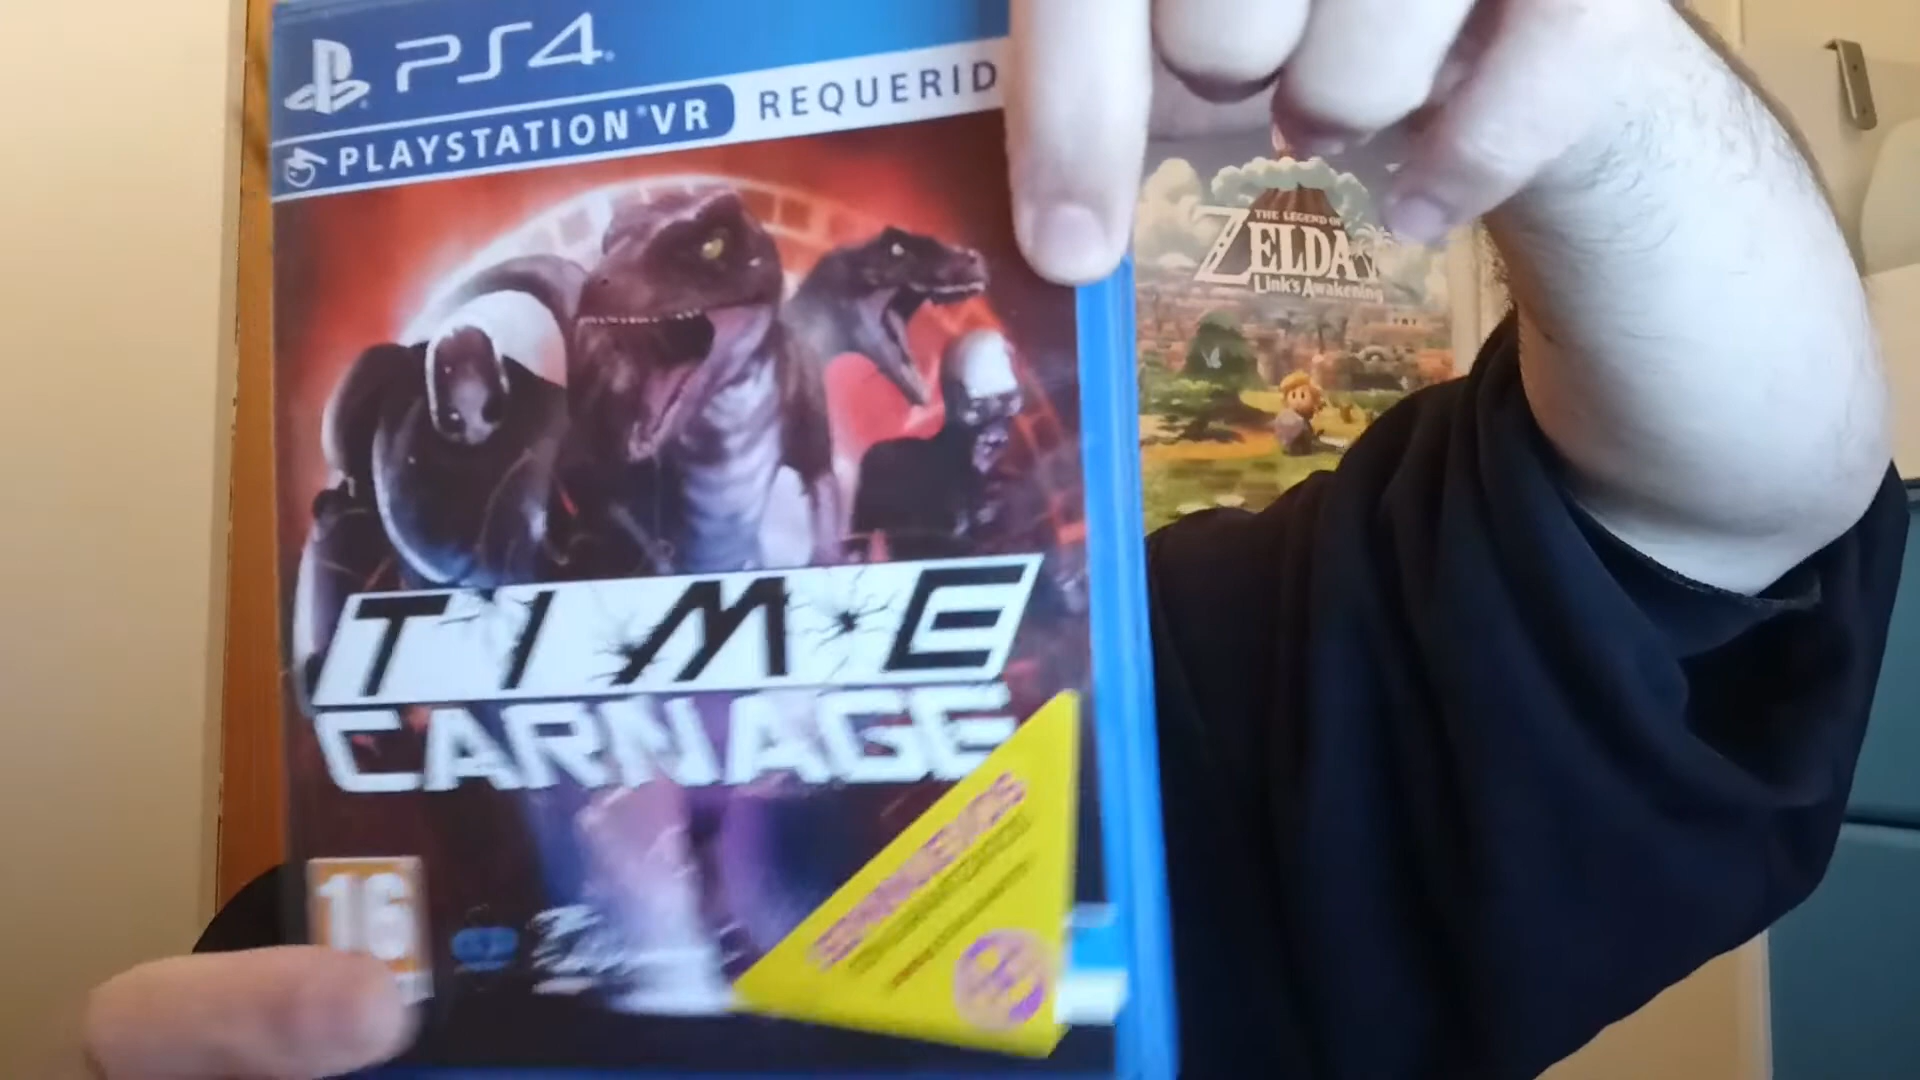 PS4
PLAYSTATION VR REQUERID
TIME
CARNAGE
16
THE LEGEND OF
ZELDA
Link's Awakening